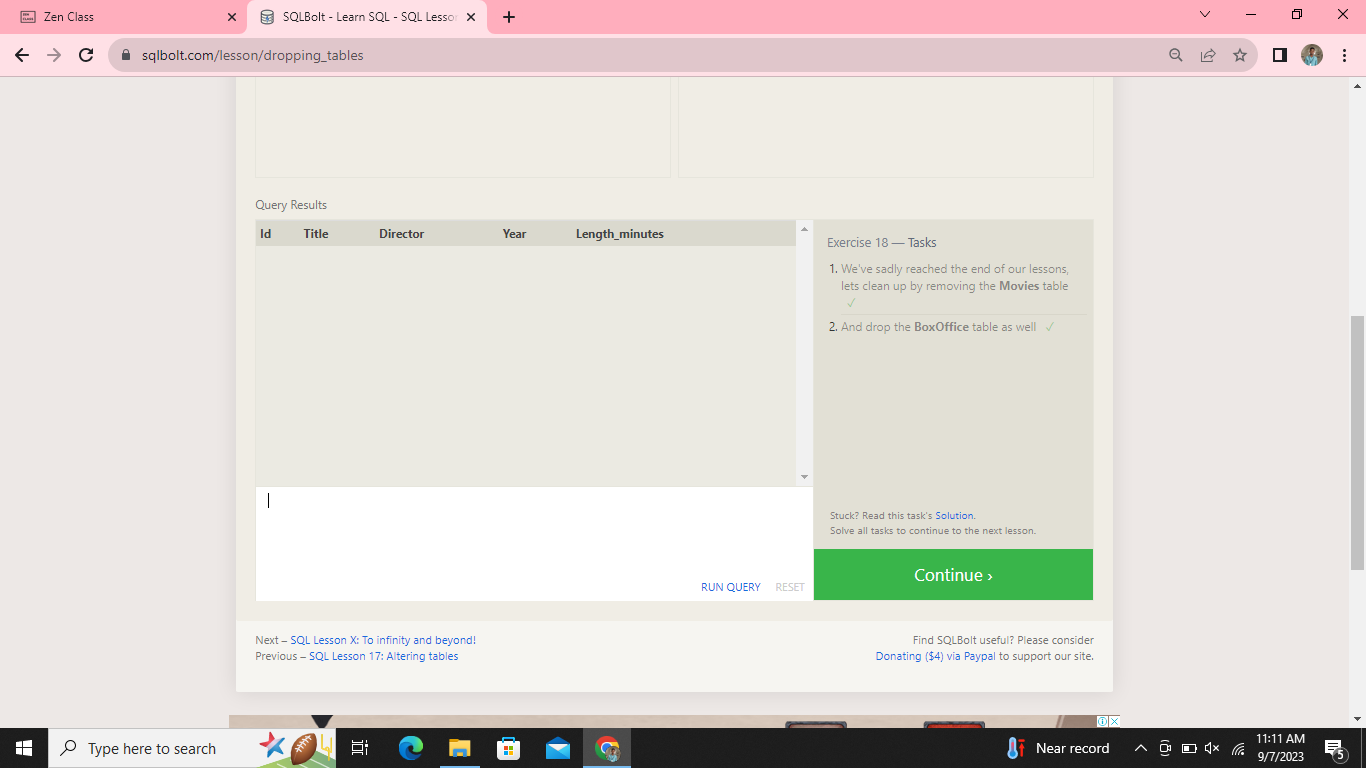 Zen Class
SQLBolt - Learn SQL - SQL Lesson
sqlbolt.com/lesson/dropping_tables
Query Results
Id Title Director Year Length_minutes
Exercise 18 — Tasks
1. We've sadly reached the end of our lessons,
lets clean up by removing the Movies table
✓
2. And drop the BoxOffice table as well ✓
Stuck? Read this task's Solution.
Solve all tasks to continue to the next lesson.
RUN QUERY RESET
Continue ›
Next – SQL Lesson X: To infinity and beyond!
Previous – SQL Lesson 17: Altering tables
Find SQLBolt useful? Please consider
Donating ($4) via Paypal to support our site.
Type here to search
Near record
11:11 AM
9/7/2023
5